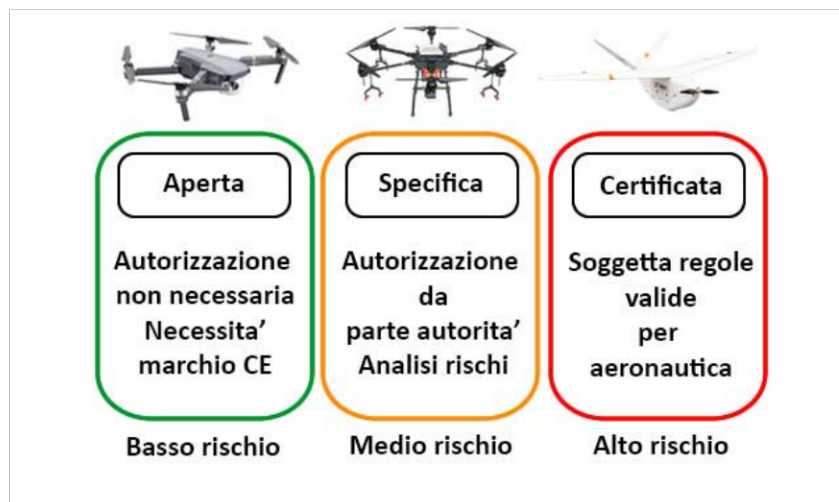 Aperta
Autorizzazione
non necessaria
Necessita'
marchio CE
Basso rischio
Specifica
Autorizzazione
da
parte autorita'
Analisi rischi
Medio rischio
Certificata
Soggetta regole
valide
per
aeronautica
Alto rischio